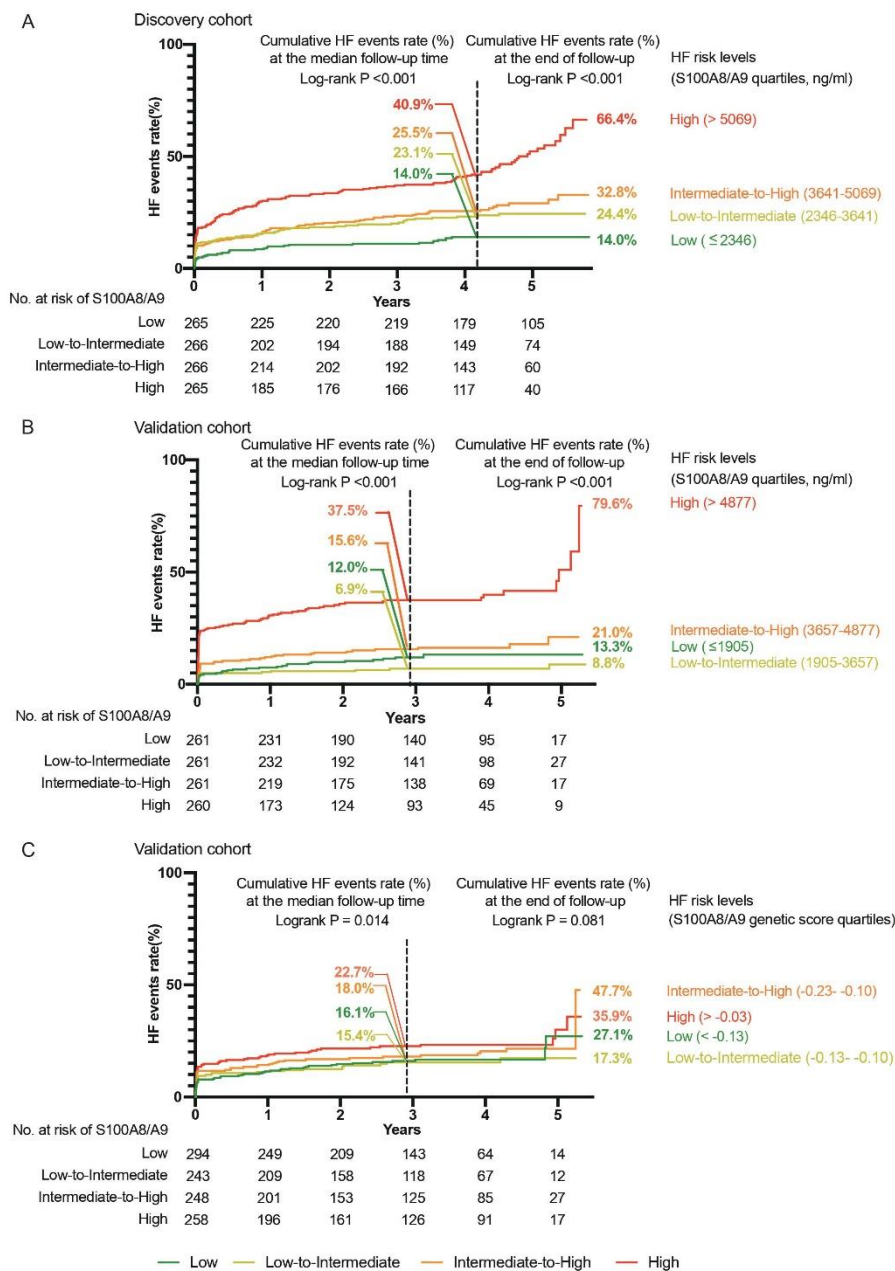 A
Discovery cohort
Cumulative HF events rate (%)
at the median follow-up time
Log-rank P <0.001
Cumulative HF events rate (%)
at the end of follow-up
Log-rank P <0.001
HF risk levels
(S100A8/A9 quartiles, ng/ml)
HF events rate(%)
100
50
0
40.9%
25.5%
23.1%
14.0%
66.4%
High (> 5069)
32.8%
Intermediate-to-High (3641-5069)
24.4%
Low-to-Intermediate (2346-3641)
14.0%
Low (≤2346)
0 1 2 3 4 5
Years
No. at risk of S100A8/A9
Low 265 225 220 219 179 105
Low-to-Intermediate 266 202 194 188 149 74
Intermediate-to-High 266 214 202 192 143 60
High 265 185 176 166 117 40
B
Validation cohort
Cumulative HF events rate (%)
at the median follow-up time
Log-rank P <0.001
Cumulative HF events rate (%)
at the end of follow-up
Log-rank P <0.001
HF risk levels
(S100A8/A9 quartiles, ng/ml)
HF events rate(%)
100
50
0
37.5%
15.6%
12.0%
6.9%
79.6%
High (> 4877)
21.0%
Intermediate-to-High (3657-4877)
13.3%
Low (≤1905)
8.8%
Low-to-Intermediate (1905-3657)
0 1 2 3 4 5
Years
No. at risk of S100A8/A9
Low 261 231 190 140 95 17
Low-to-Intermediate 261 232 192 141 98 27
Intermediate-to-High 261 219 175 138 69 17
High 260 173 124 93 45 9
C
Validation cohort
Cumulative HF events rate (%)
at the median follow-up time
Logrank P = 0.014
Cumulative HF events rate (%)
at the end of follow-up
Logrank P = 0.081
HF risk levels
(S100A8/A9 genetic score quartiles)
HF events rate(%)
100
50
0
22.7%
18.0%
16.1%
15.4%
47.7%
Intermediate-to-High (-0.23- -0.10)
35.9%
High (> -0.03)
27.1%
Low (< -0.13)
17.3%
Low-to-Intermediate (-0.13- -0.10)
0 1 2 3 4 5
Years
No. at risk of S100A8/A9
Low 294 249 209 143 64 14
Low-to-Intermediate 243 209 158 118 67 12
Intermediate-to-High 248 201 153 125 85 27
High 258 196 161 126 91 17
Low Low-to-Intermediate Intermediate-to-High High